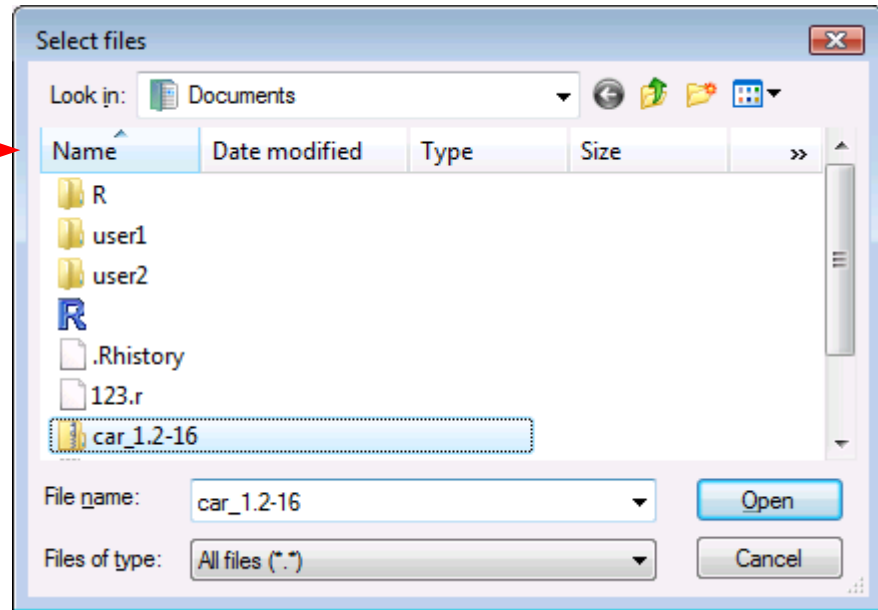 Select files
Look in: Documents
Name Date modified Type Size »
R
user1
user2
R
.Rhistory
123.r
car_1.2-16
File name: car_1.2-16 Open
Files of type: All files (*.*) Cancel